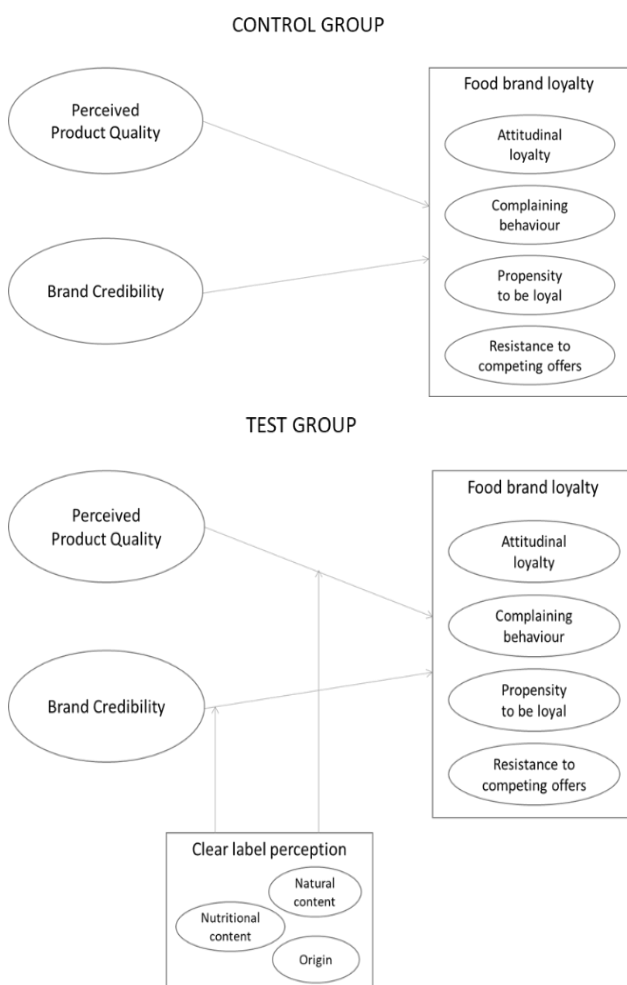 CONTROL GROUP
Perceived
Product Quality
Brand Credibility
Food brand loyalty
Attitudinal
loyalty
Complaining
behaviour
Propensity
to be loyal
Resistance to
competing offers
TEST GROUP
Perceived
Product Quality
Brand Credibility
Food brand loyalty
Attitudinal
loyalty
Complaining
behaviour
Propensity
to be loyal
Resistance to
competing offers
Clear label perception
Natural
content
Nutritional
content
Origin